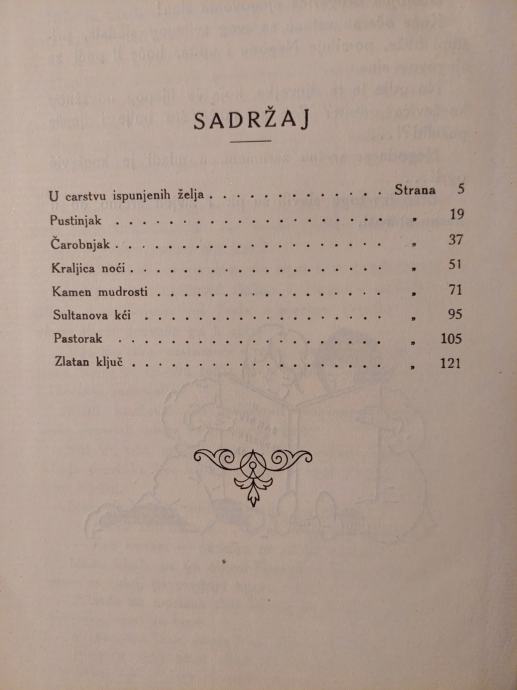 SADRŽAJ
U carstvu ispunjenih želja . . . . . . . . . . . . . Strana 5
Pustinjak . . . . . . . . . . . . . . . . . . . „ 19
Čarobnjak . . . . . . . . . . . . . . . . . . . „ 37
Kraljica noći . . . . . . . . . . . . . . . . . . „ 51
Kamen mudrosti . . . . . . . . . . . . . . . . „ 71
Sultanova kći . . . . . . . . . . . . . . . . . „ 95
Pastorak . . . . . . . . . . . . . . . . . . . „ 105
Zlatan ključ . . . . . . . . . . . . . . . . . . „ 121